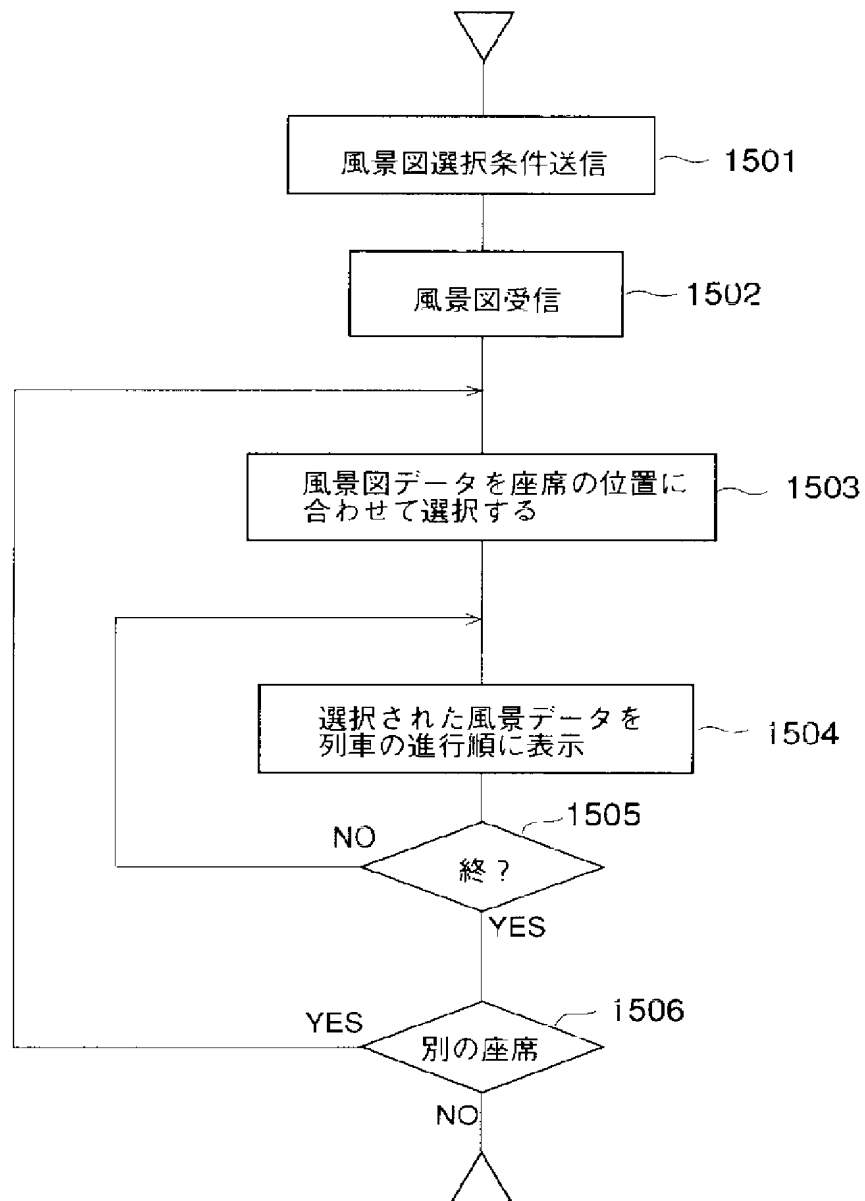 風景図選択条件送信
1501
風景図受信
1502
風景図データを座席の位置に
合わせて選択する
1503
選択された風景データを
列車の進行順に表示
1504
1505
NO
終?
YES
1506
YES
別の座席
NO